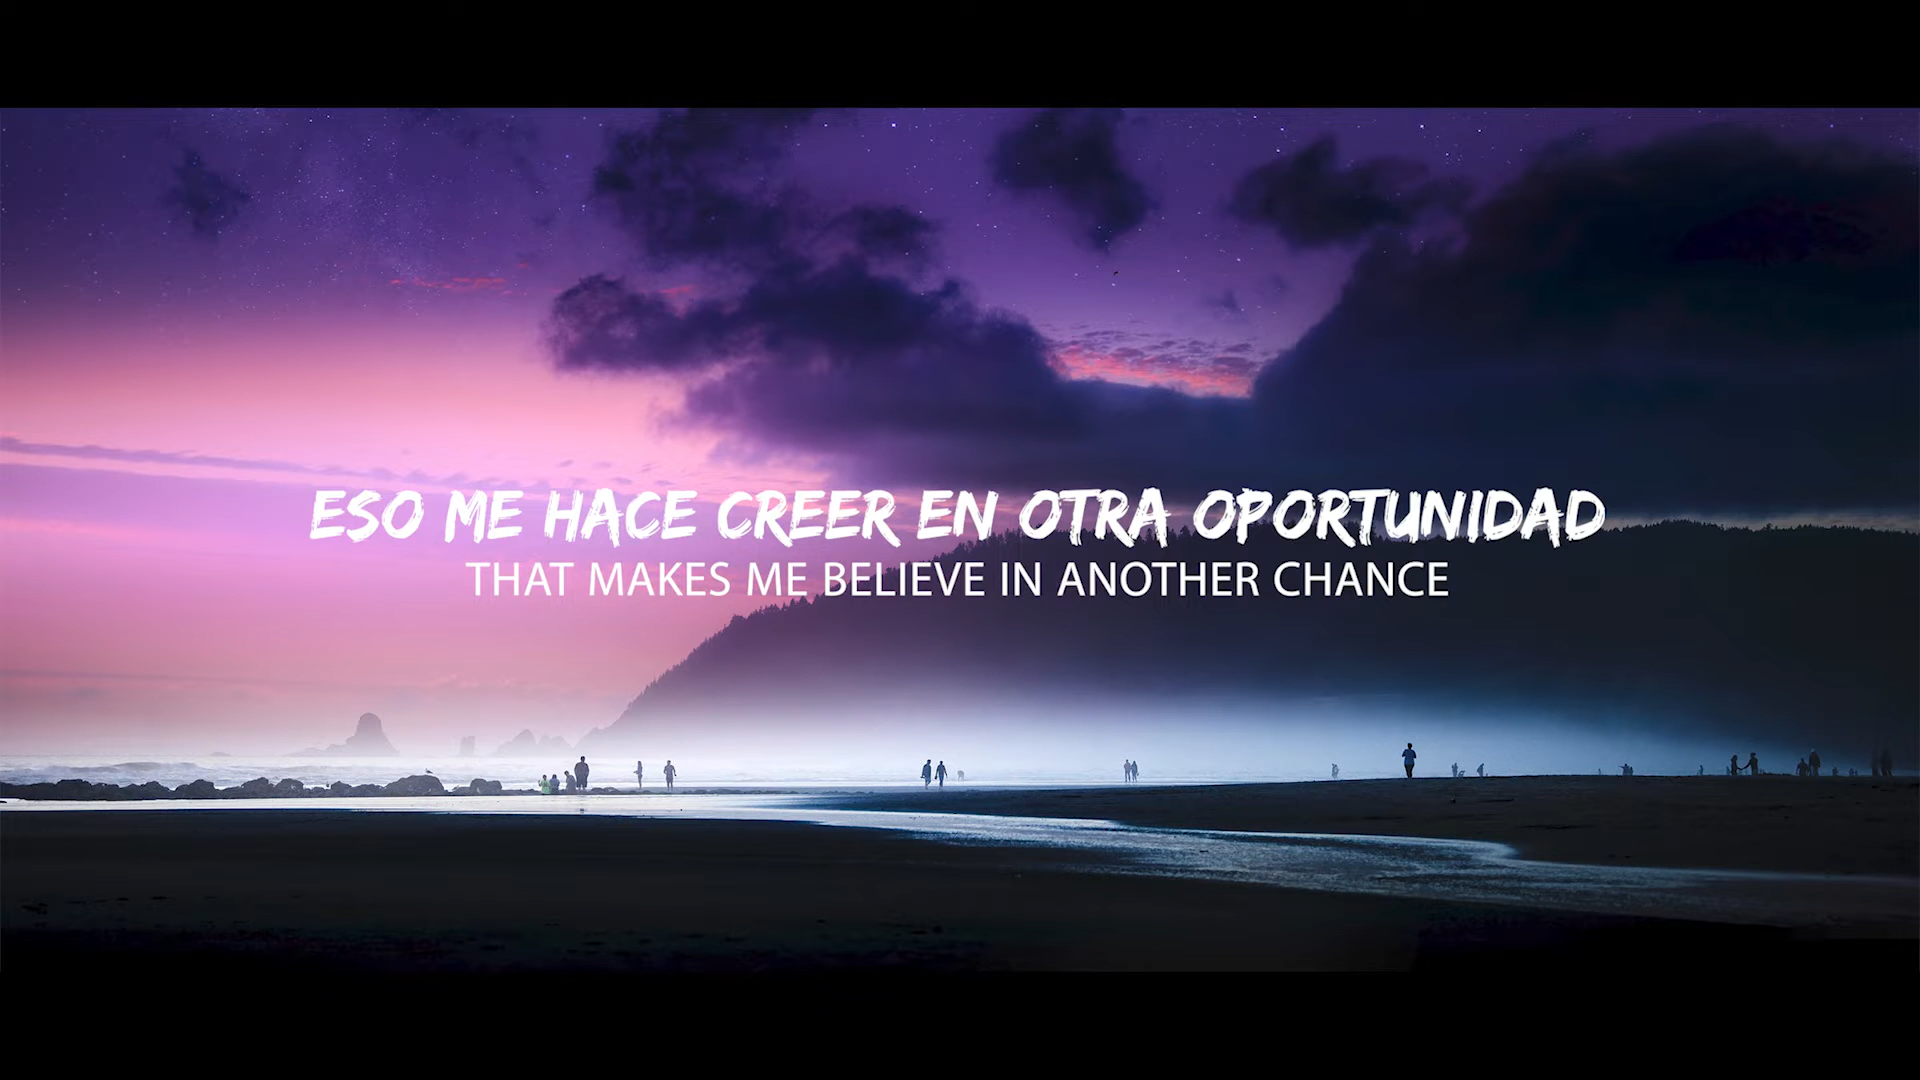 ESO ME HACE CREER EN OTRA OPORTUNIDAD
THAT MAKES ME BELIEVE IN ANOTHER CHANCE